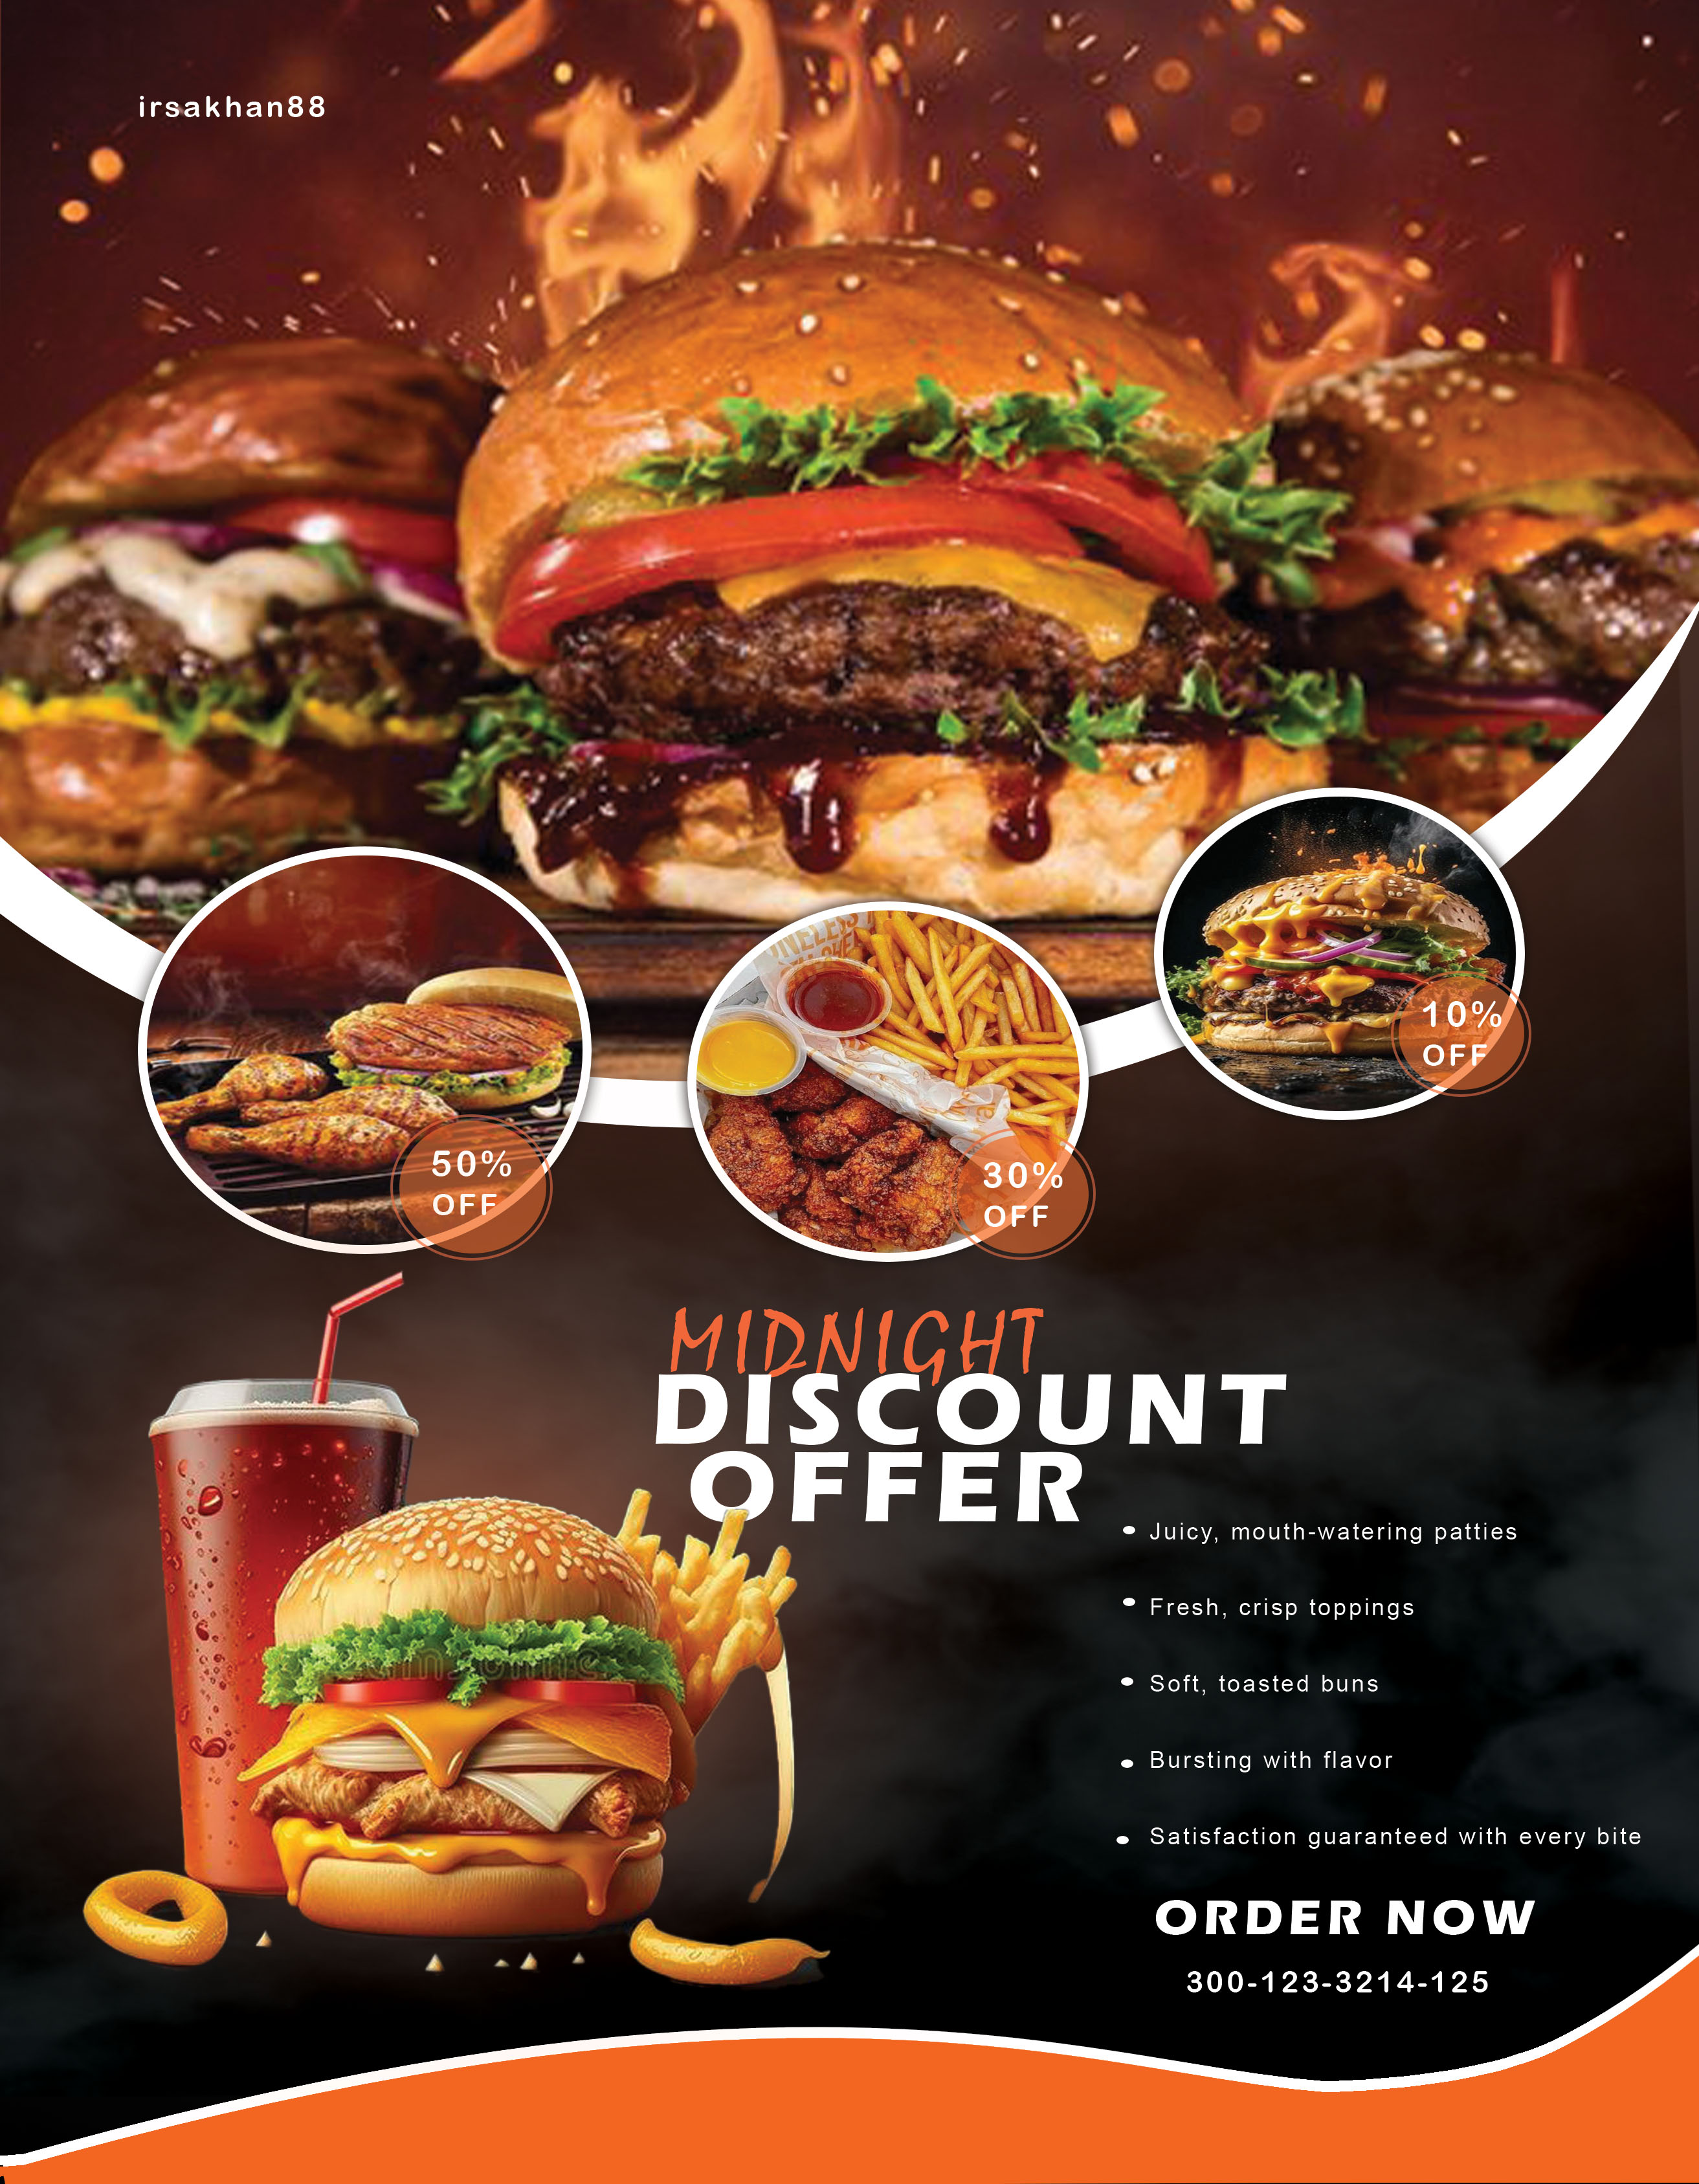 irsakhan88
10%
OFF
50%
OFF
30%
OFF
MIDNIGHT
DISCOUNT
OFFER
• Juicy, mouth-watering patties
• Fresh, crisp toppings
• Soft, toasted buns
• Bursting with flavor
• Satisfaction guaranteed with every bite
ORDER NOW
300-123-3214-125